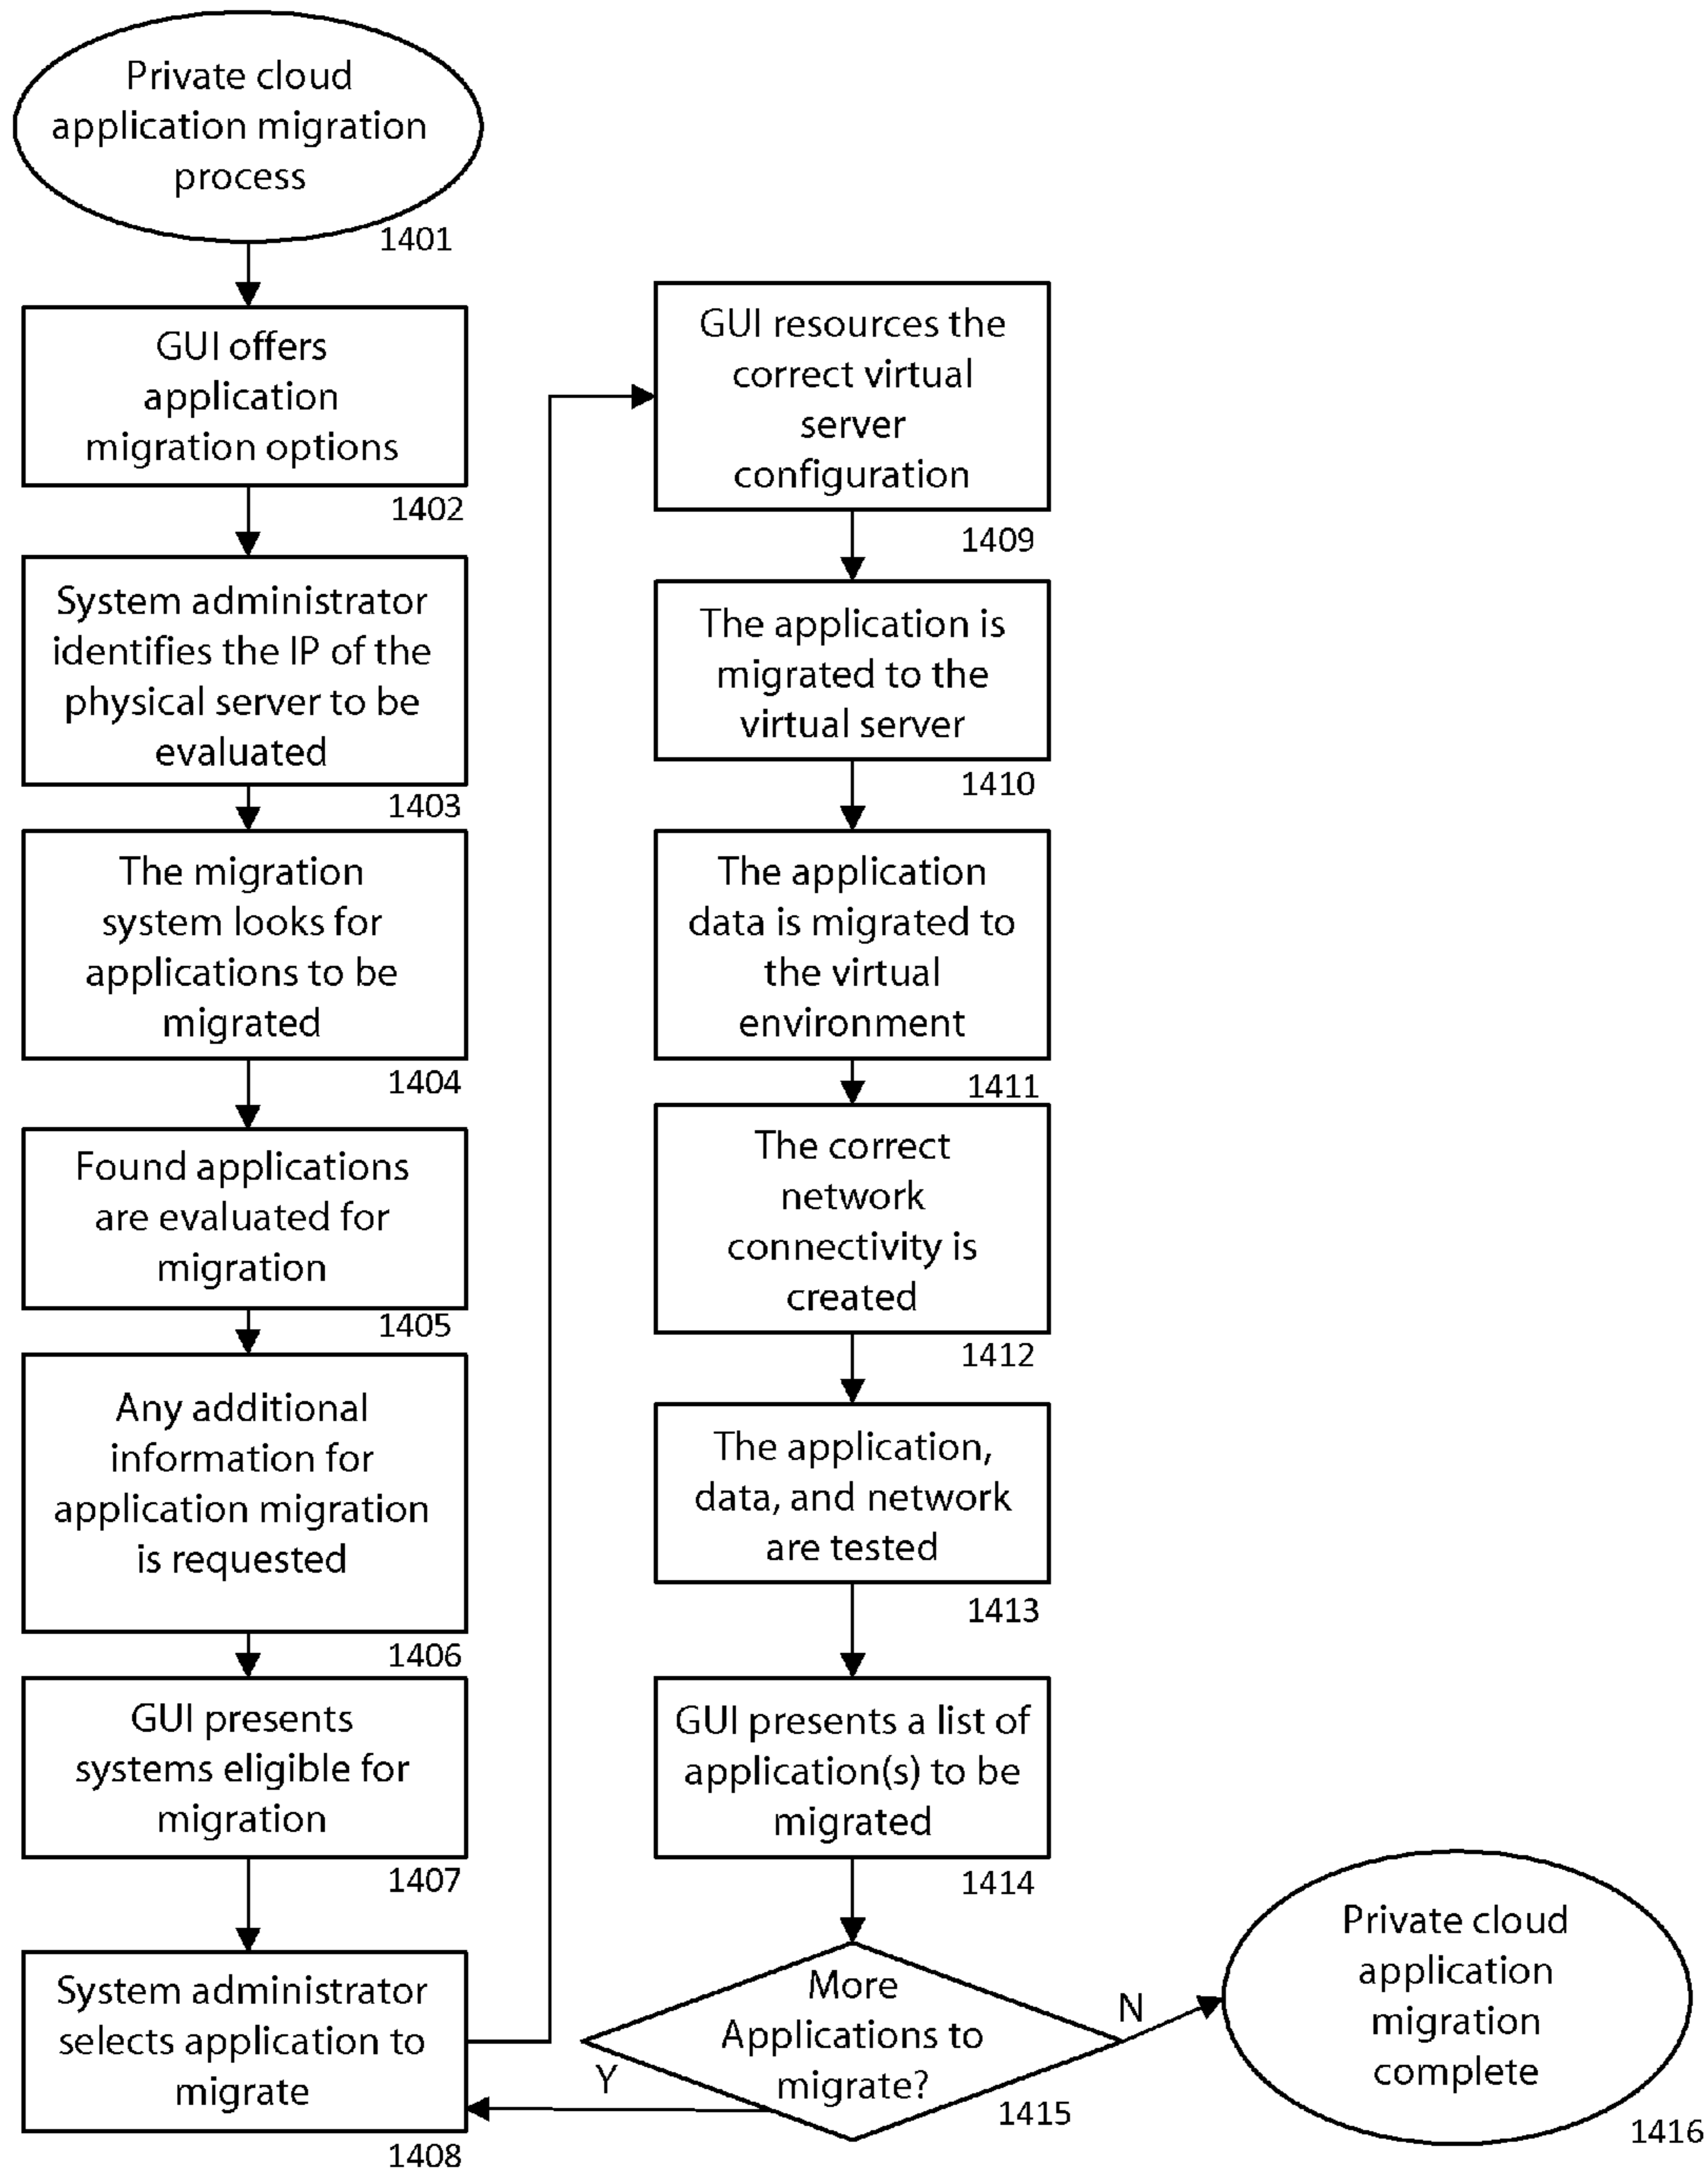 Private cloud
application migration
process
1401
GUI offers
application
migration options
1402
System administrator
identifies the IP of the
physical server to be
evaluated
1403
The migration
system looks for
applications to be
migrated
1404
Found applications
are evaluated for
migration
1405
Any additional
information for
application migration
is requested
1406
GUI presents
systems eligible for
migration
1407
System administrator
selects application to
migrate
1408
GUI resources the
correct virtual
server
configuration
1409
The application is
migrated to the
virtual server
1410
The application
data is migrated to
the virtual
environment
1411
The correct
network
connectivity is
created
1412
The application,
data, and network
are tested
1413
GUI presents a list of
application(s) to be
migrated
1414
More
Applications to
migrate?
1415
Y
N
Private cloud
application
migration
complete
1416